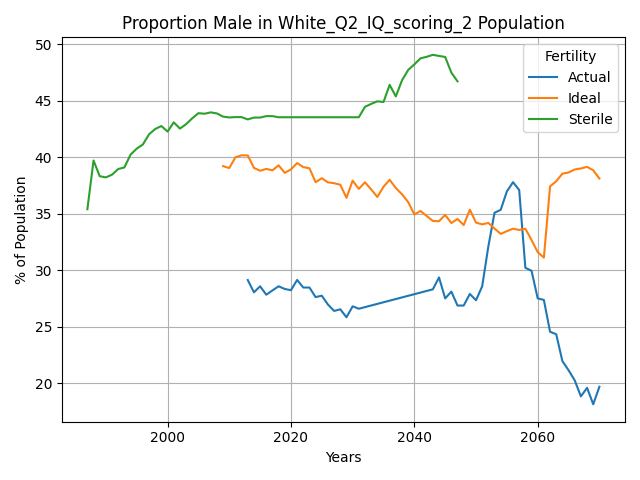 Proportion Male in White_Q2_IQ_scoring_2 Population
Fertility
Actual
Ideal
Sterile
% of Population
50
45
40
35
30
25
20
2000
2020
2040
2060
Years